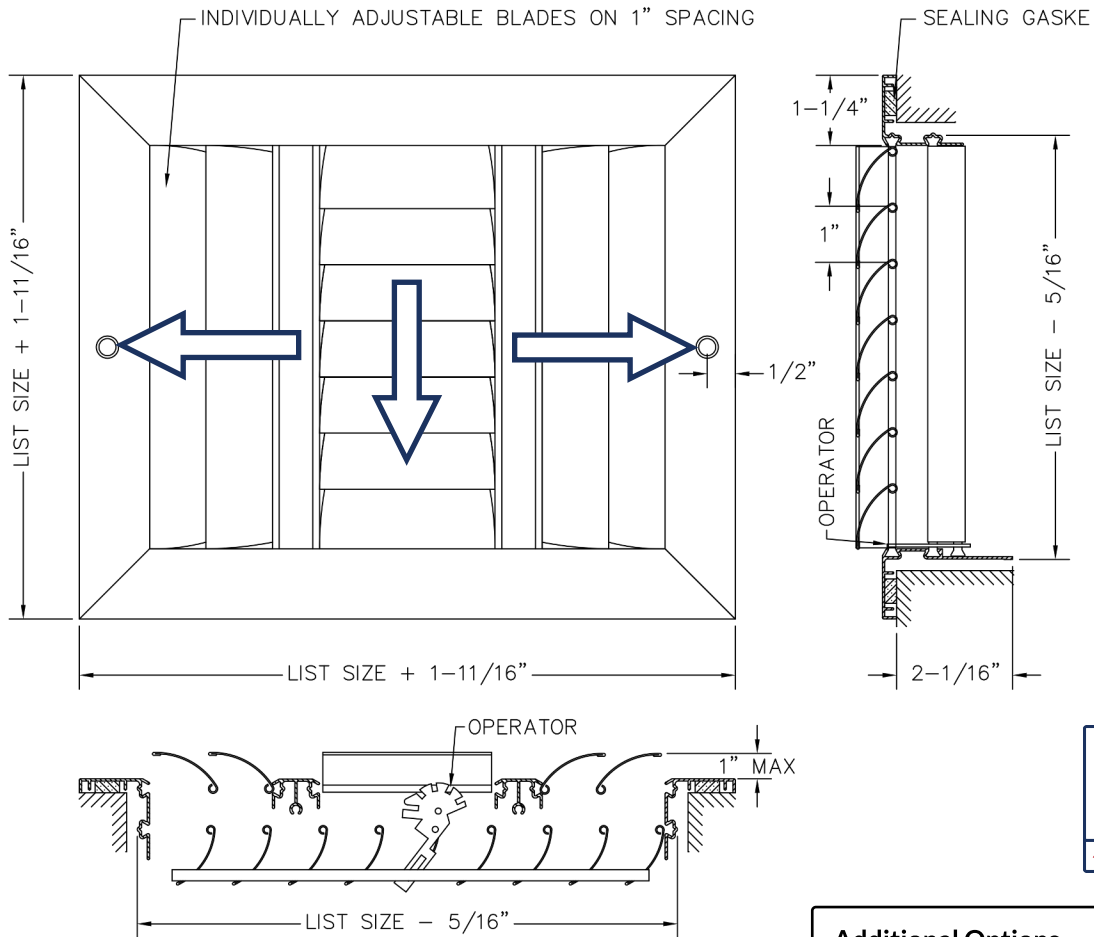 INDIVIDUALLY ADJUSTABLE BLADES ON 1" SPACING
SEALING GASKE
1-1/4"
LIST SIZE + 1-11/16"
1"
LIST SIZE - 5/16"
1/2"
OPERATOR
LIST SIZE + 1-11/16"
2-1/16"
OPERATOR
1" MAX
LIST SIZE - 5/16"
Additional Options